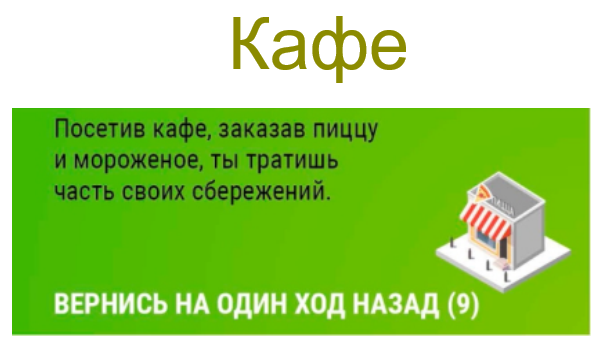 Кафе
Посетив кафе, заказав пиццу
и мороженое, ты тратишь
часть своих сбережений.
ВЕРНИСЬ НА ОДИН ХОД НАЗАД (9)